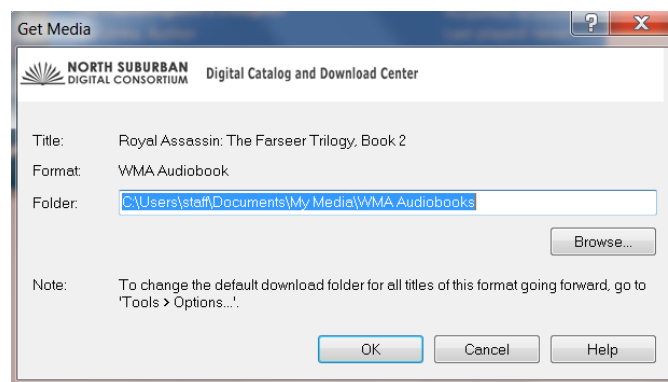 Get Media
NORTH SUBURBAN
DIGITAL CONSORTIUM
Digital Catalog and Download Center
Title: Royal Assassin: The Farseer Trilogy, Book 2
Format: WMA Audiobook
Folder: C:\Users\staff\Documents\My Media\WMA Audiobooks
Browse...
Note: To change the default download folder for all titles of this format going forward, go to
'Tools > Options...'.
OK Cancel Help